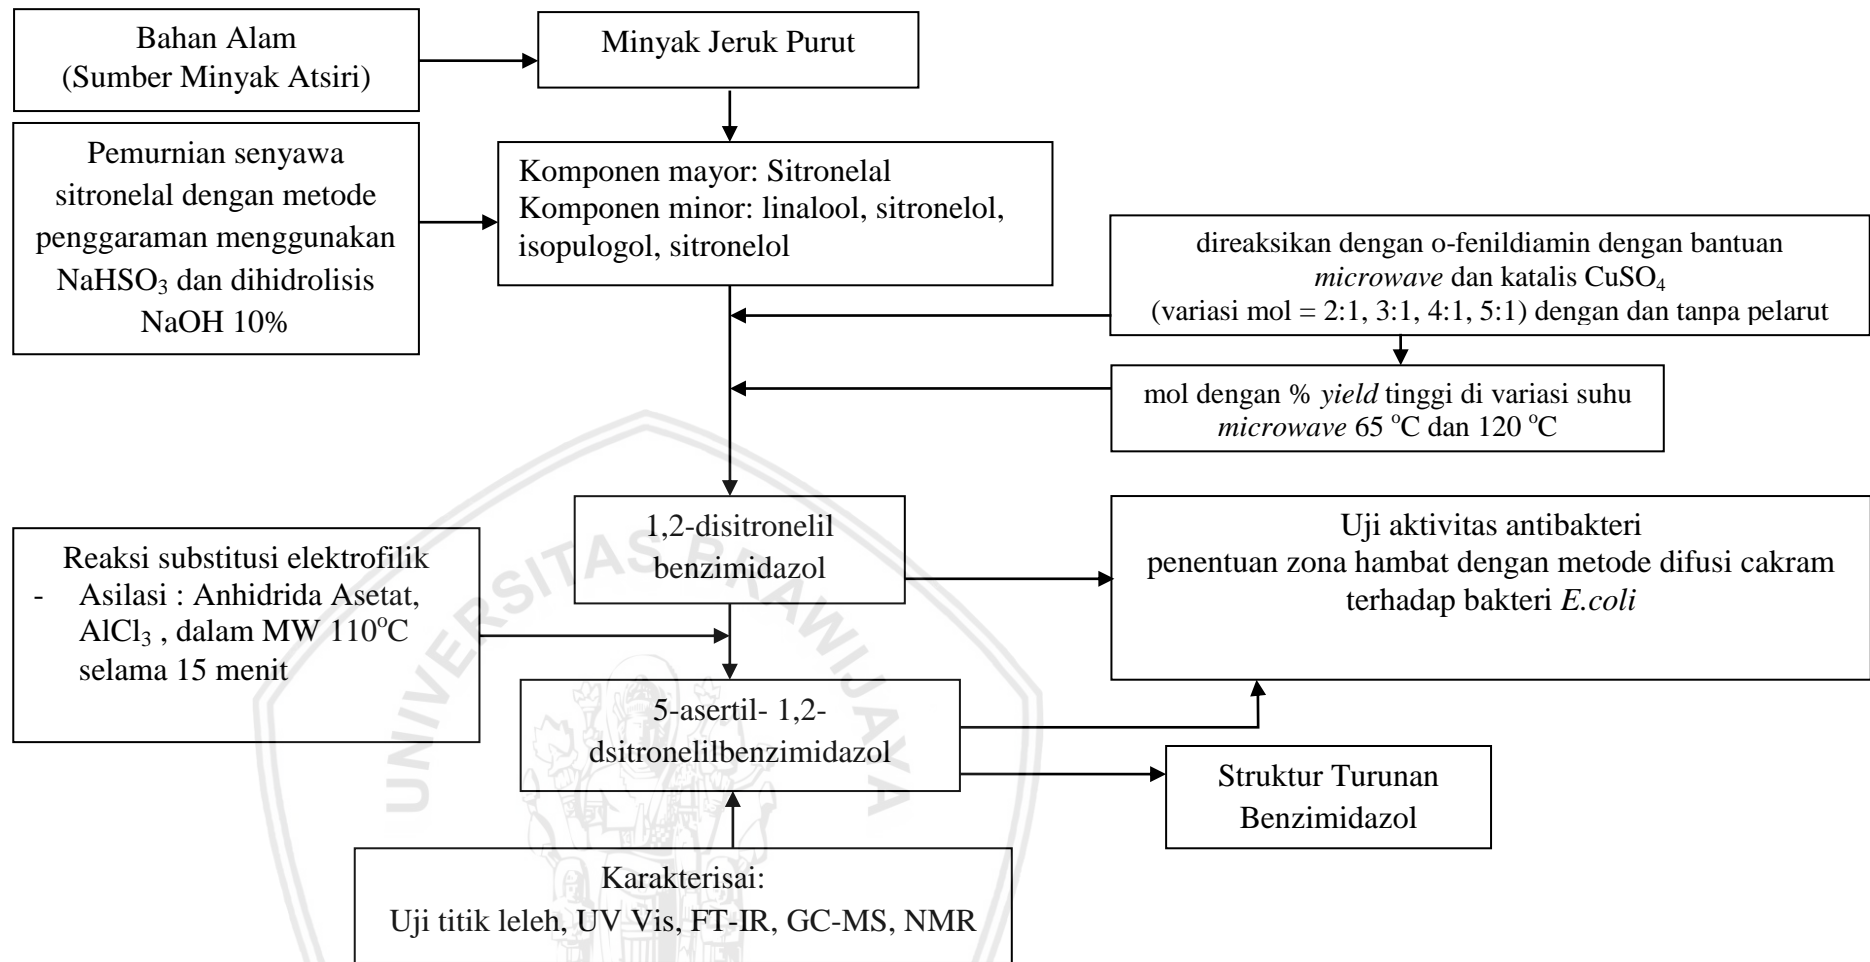 Bahan Alam
(Sumber Minyak Atsiri)
Minyak Jeruk Purut
Pemurnian senyawa
sitronelal dengan metode
penggaraman menggunakan
NaHSO₃ dan dihidrolisis
NaOH 10%
Komponen mayor: Sitronelal
Komponen minor: linalool, sitronelol,
isopulogol, sitronelol
direaksikan dengan o-fenildiamin dengan bantuan
microwave dan katalis CuSO₄
(variasi mol = 2:1, 3:1, 4:1, 5:1) dengan dan tanpa pelarut
mol dengan % yield tinggi di variasi suhu
microwave 65 °C dan 120 °C
1,2-disitronelil
benzimidazol
Uji aktivitas antibakteri
penentuan zona hambat dengan metode difusi cakram
terhadap bakteri E.coli
Reaksi substitusi elektrofilik
- Asilasi : Anhidrida Asetat,
AlCl₃ , dalam MW 110°C
selama 15 menit
5-asertil- 1,2-
dsitronelilbenzimidazol
Struktur Turunan
Benzimidazol
Karakterisai:
Uji titik leleh, UV Vis, FT-IR, GC-MS, NMR
UNIVERSITAS BRAWIJAYA